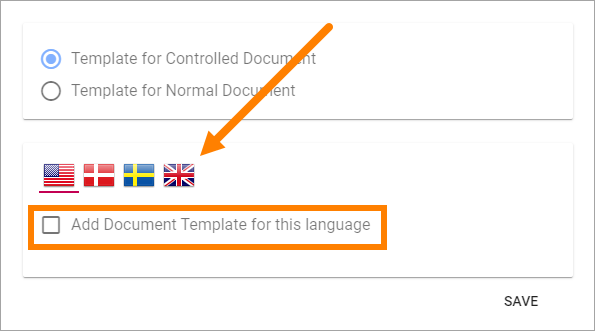 Template for Controlled Document
Template for Normal Document
Add Document Template for this language
SAVE